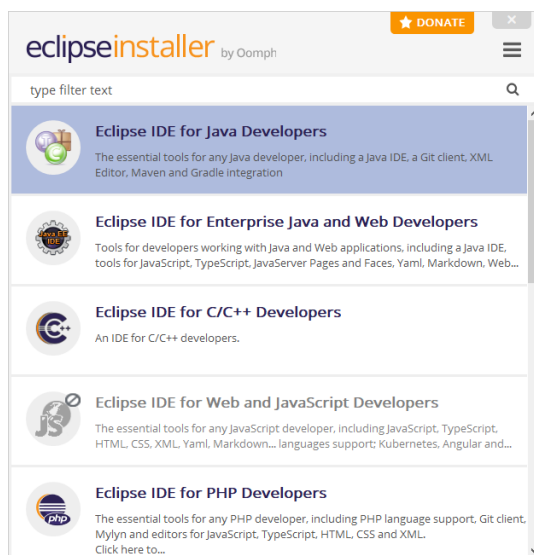 ★ DONATE
eclipseinstaller by Oomph
type filter text
Eclipse IDE for Java Developers
The essential tools for any Java developer, including a Java IDE, a Git client, XML
Editor, Maven and Gradle integration
Java EE
IDE
Eclipse IDE for Enterprise Java and Web Developers
Tools for developers working with Java and Web applications, including a Java IDE,
tools for JavaScript, TypeScript, JavaServer Pages and Faces, Yaml, Markdown, Web...
C++
Eclipse IDE for C/C++ Developers
An IDE for C/C++ developers.
JS
Eclipse IDE for Web and JavaScript Developers
The essential tools for any JavaScript developer, including JavaScript, TypeScript,
HTML, CSS, XML, Yaml, Markdown... languages support; Kubernetes, Angular and...
php
Eclipse IDE for PHP Developers
The essential tools for any PHP developer, including PHP language support, Git client,
Mylyn and editors for JavaScript, TypeScript, HTML, CSS and XML.
Click here to...